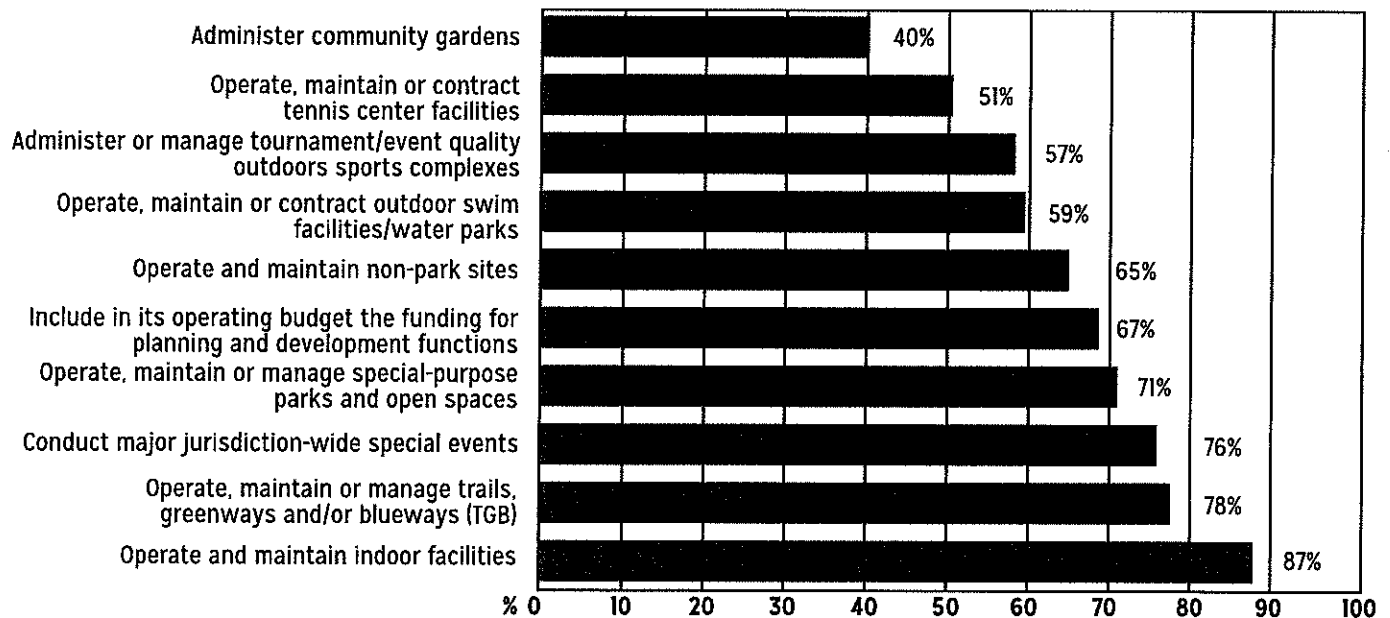 Administer community gardens
40%
Operate, maintain or contract
tennis center facilities
51%
Administer or manage tournament/event quality
outdoors sports complexes
57%
Operate, maintain or contract outdoor swim
facilities/water parks
59%
Operate and maintain non-park sites
65%
Include in its operating budget the funding for
planning and development functions
67%
Operate, maintain or manage special-purpose
parks and open spaces
71%
Conduct major jurisdiction-wide special events
76%
Operate, maintain or manage trails,
greenways and/or blueways (TGB)
78%
Operate and maintain indoor facilities
87%
% 0 10 20 30 40 50 60 70 80 90 100